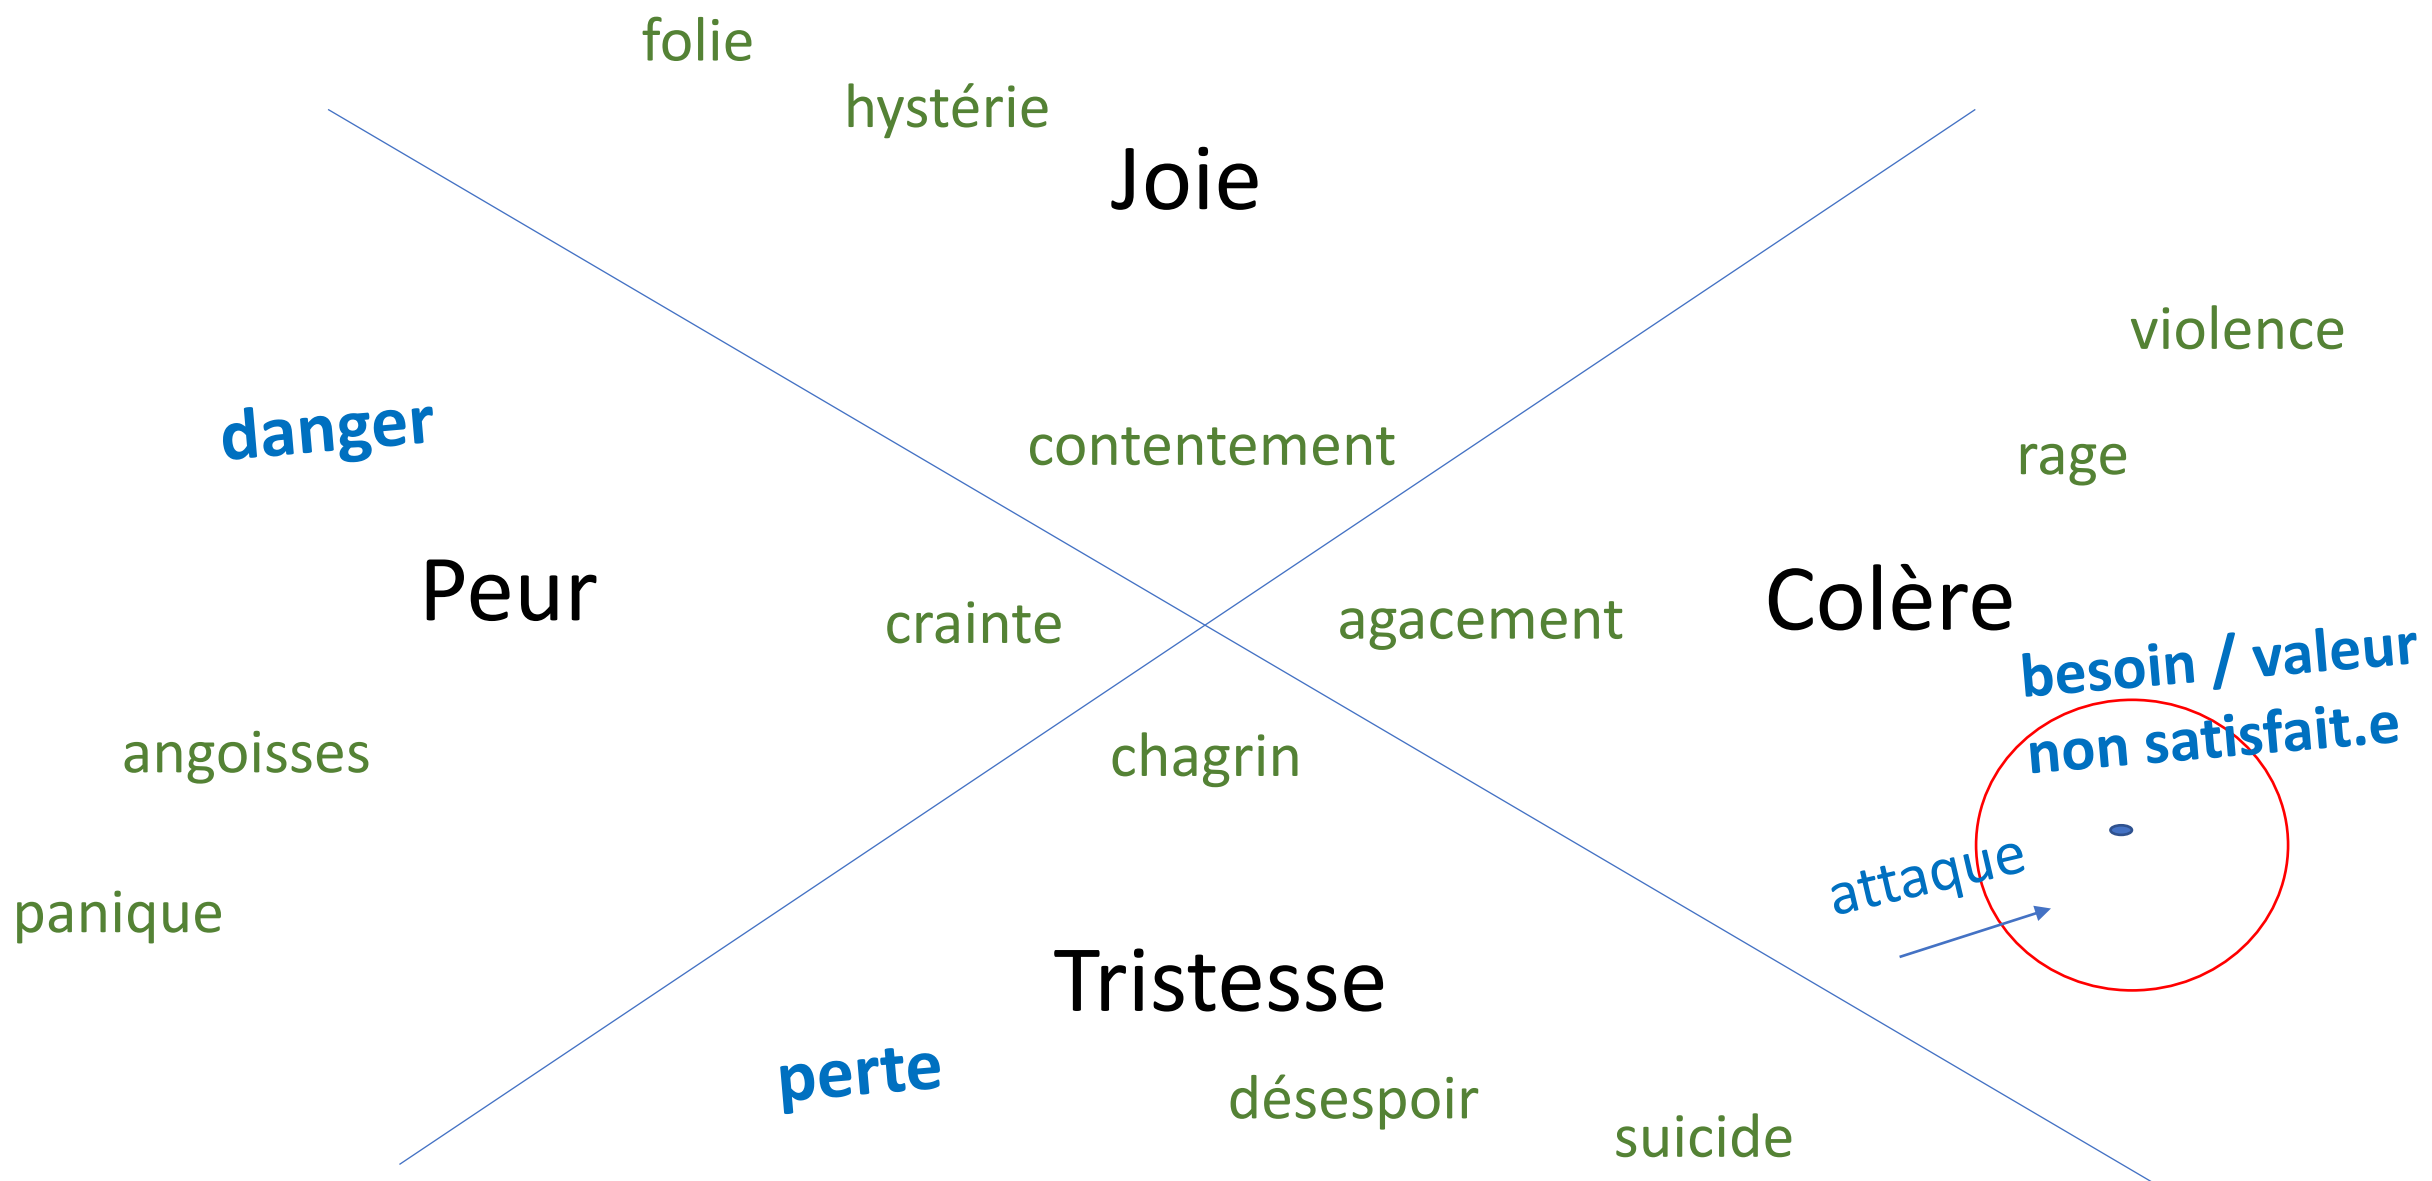 folie
hystérie
Joie
violence
danger
contentement
rage
Peur
crainte
agacement
Colère
besoin / valeur
non satisfait.e
angoisses
chagrin
attaque
panique
Tristesse
perte
désespoir
suicide